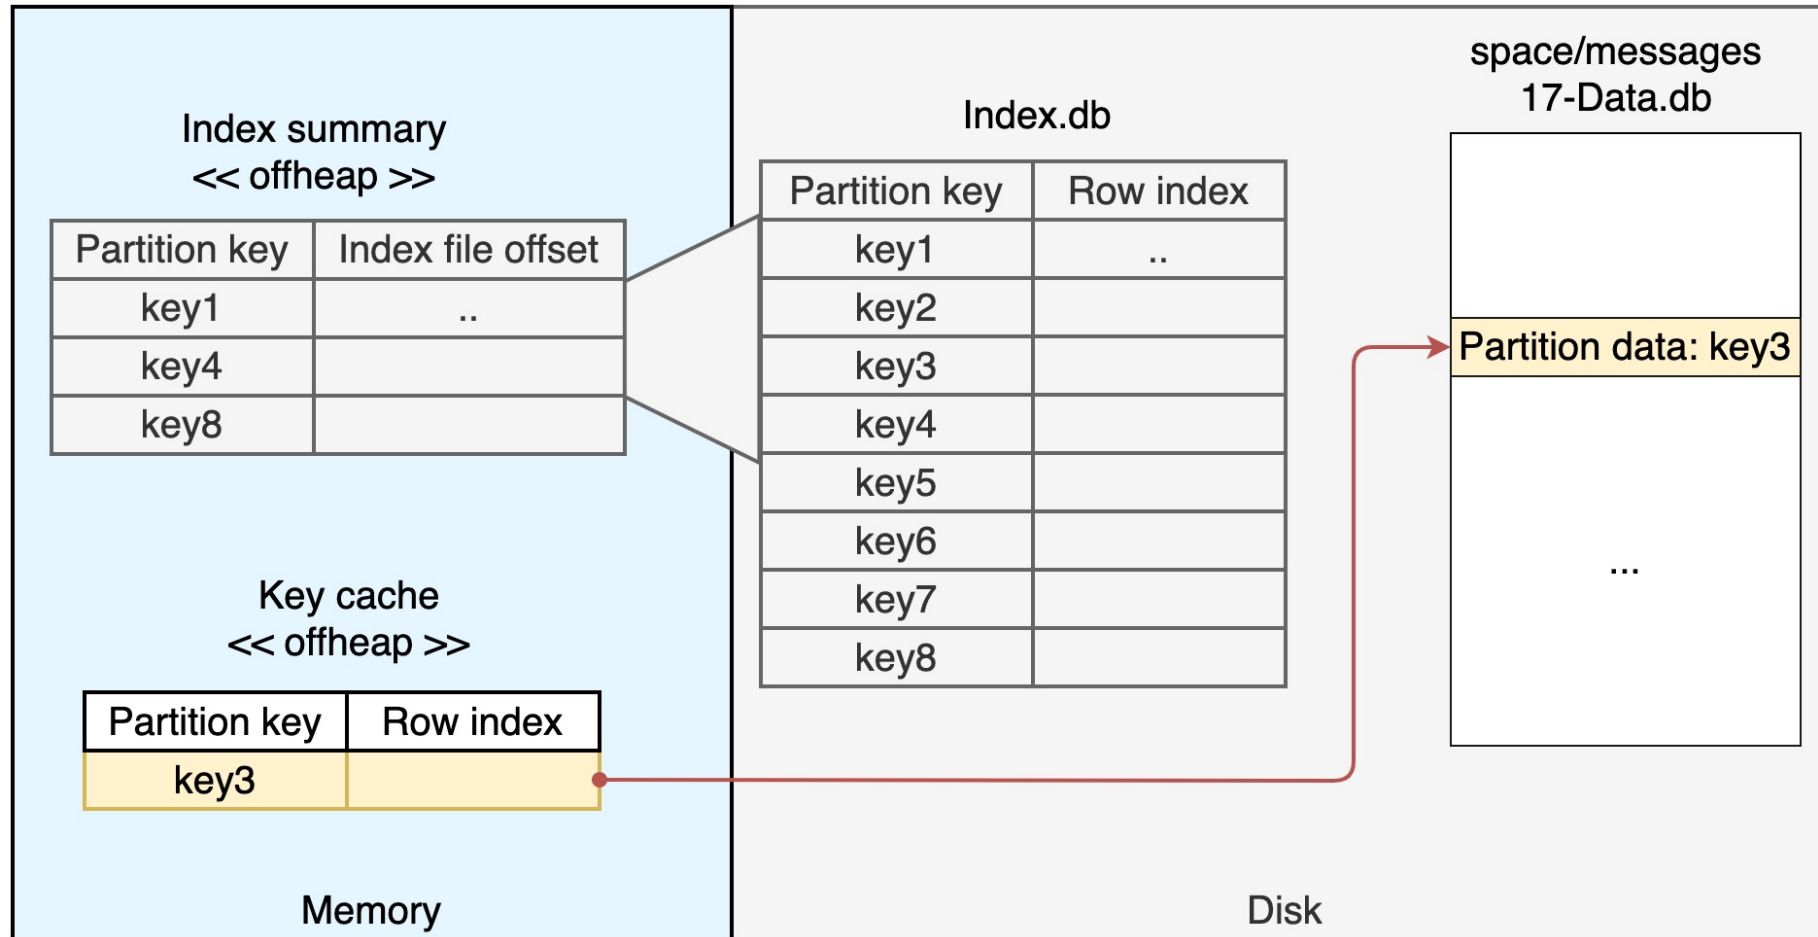 Index summary
<< offheap >>
Partition key Index file offset
key1 ..
key4
key8
Key cache
<< offheap >>
Partition key Row index
key3
Memory
Index.db
Partition key Row index
key1 ..
key2
key3
key4
key5
key6
key7
key8
space/messages
17-Data.db
Partition data: key3
...
Disk